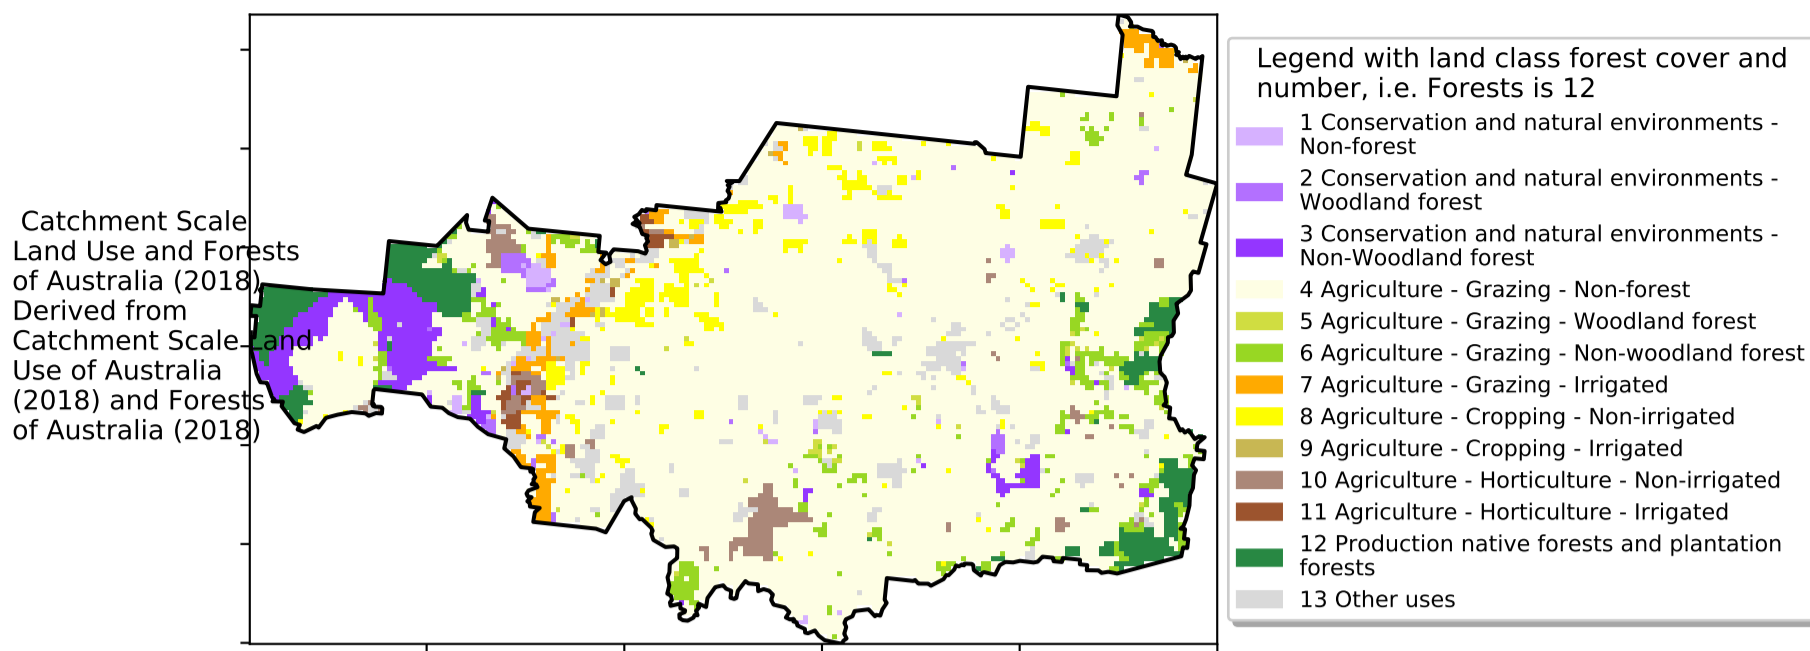 Catchment Scale
Land Use and Forests
of Australia (2018)
Derived from
Catchment Scale Land
Use of Australia
(2018) and Forests
of Australia (2018)
Legend with land class forest cover and
number, i.e. Forests is 12
1 Conservation and natural environments -
Non-forest
2 Conservation and natural environments -
Woodland forest
3 Conservation and natural environments -
Non-Woodland forest
4 Agriculture - Grazing - Non-forest
5 Agriculture - Grazing - Woodland forest
6 Agriculture - Grazing - Non-woodland forest
7 Agriculture - Grazing - Irrigated
8 Agriculture - Cropping - Non-irrigated
9 Agriculture - Cropping - Irrigated
10 Agriculture - Horticulture - Non-irrigated
11 Agriculture - Horticulture - Irrigated
12 Production native forests and plantation
forests
13 Other uses